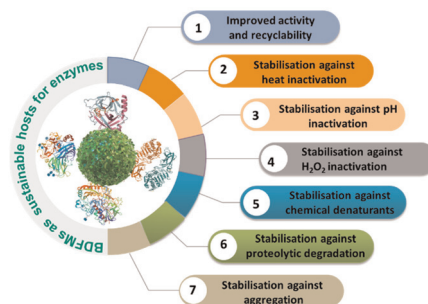 BDFMs as sustainable hosts for enzymes
1
Improved activity
and recyclability
2
Stabilisation against
heat inactivation
3
Stabilisation against pH
inactivation
4
Stabilisation against
H₂O₂ inactivation
5
Stabilisation against
chemical denaturants
6
Stabilisation against
proteolytic degradation
7
Stabilisation against
aggregation